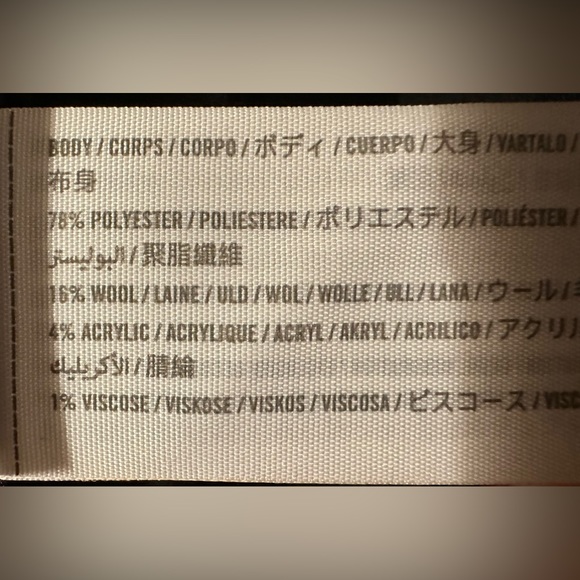 BODY / CORPS / CORPO / ボディ / CUERPO / 大身 / VARTALO /
布身
78% POLYESTER / POLIESTERE / ポリエステル / POLIÉSTER /
البوليستر / 聚脂纖維
16% WOOL / LAINE / ULD / WOL / WOLLE / ULL / LANA / ウール /
4% ACRYLIC / ACRYLIQUE / ACRYL / AKRYL / ACRILICO / アクリル
الأكريليك / 腈綸
1% VISCOSE / VISKOSE / VISKOS / VISCOSA / ビスコース /